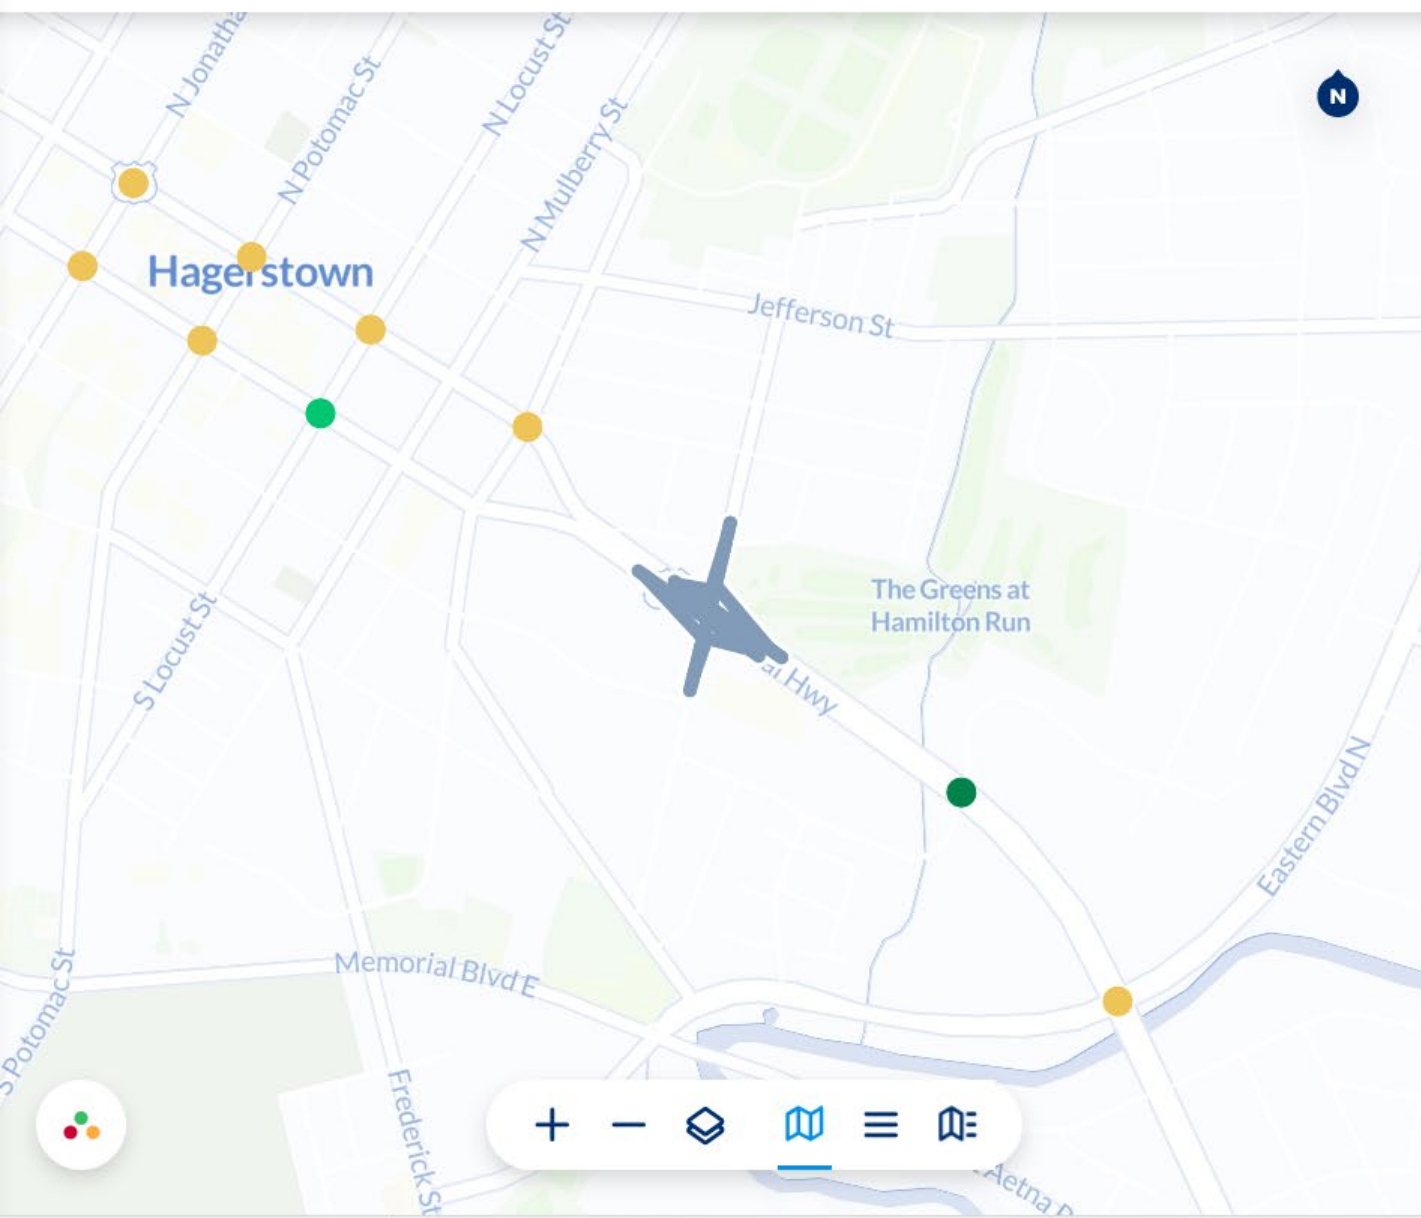 N Jonatha
N Potomac St
N Locust St
N Mulberry St
N
Hagerstown
Jefferson St
The Greens at
Hamilton Run
al Hwy
S Locust St
Eastern Blvd N
Memorial Blvd E
S Potomac St
Frederick St
Aetna